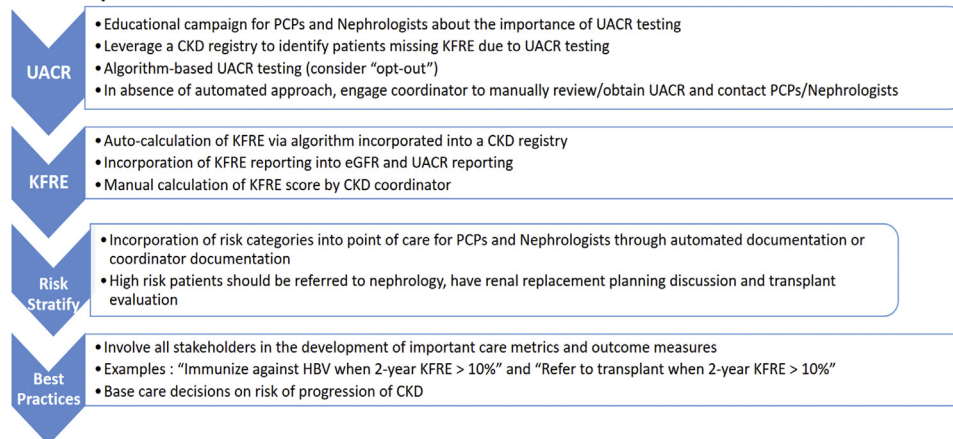 UACR
• Educational campaign for PCPs and Nephrologists about the importance of UACR testing
• Leverage a CKD registry to identify patients missing KFRE due to UACR testing
• Algorithm-based UACR testing (consider “opt-out”)
• In absence of automated approach, engage coordinator to manually review/obtain UACR and contact PCPs/Nephrologists
KFRE
• Auto-calculation of KFRE via algorithm incorporated into a CKD registry
• Incorporation of KFRE reporting into eGFR and UACR reporting
• Manual calculation of KFRE score by CKD coordinator
Risk
Stratify
• Incorporation of risk categories into point of care for PCPs and Nephrologists through automated documentation or
coordinator documentation
• High risk patients should be referred to nephrology, have renal replacement planning discussion and transplant
evaluation
Best
Practices
• Involve all stakeholders in the development of important care metrics and outcome measures
• Examples : “Immunize against HBV when 2-year KFRE > 10%” and “Refer to transplant when 2-year KFRE > 10%”
• Base care decisions on risk of progression of CKD